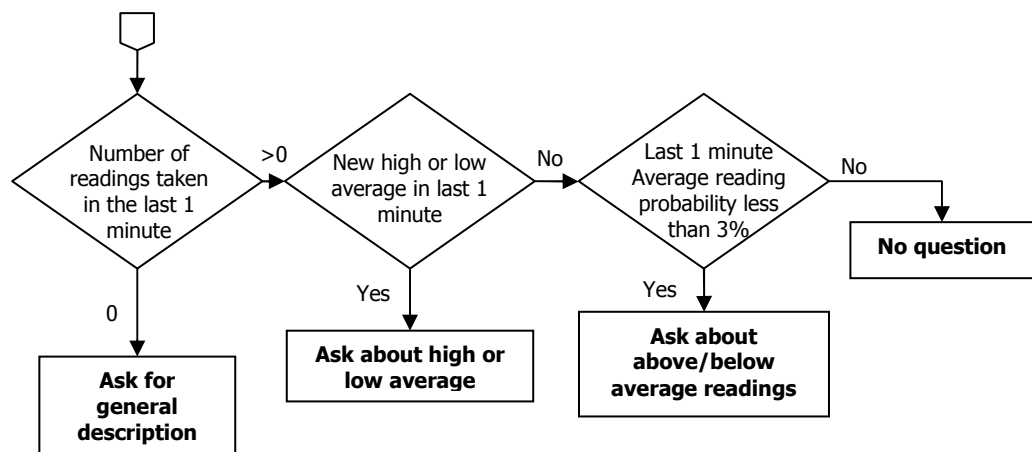 Number of
readings taken
in the last 1
minute
>0
New high or low
average in last 1
minute
No
Last 1 minute
Average reading
probability less
than 3%
No
No question
0
Yes
Yes
Ask for
general
description
Ask about high or
low average
Ask about
above/below
average readings